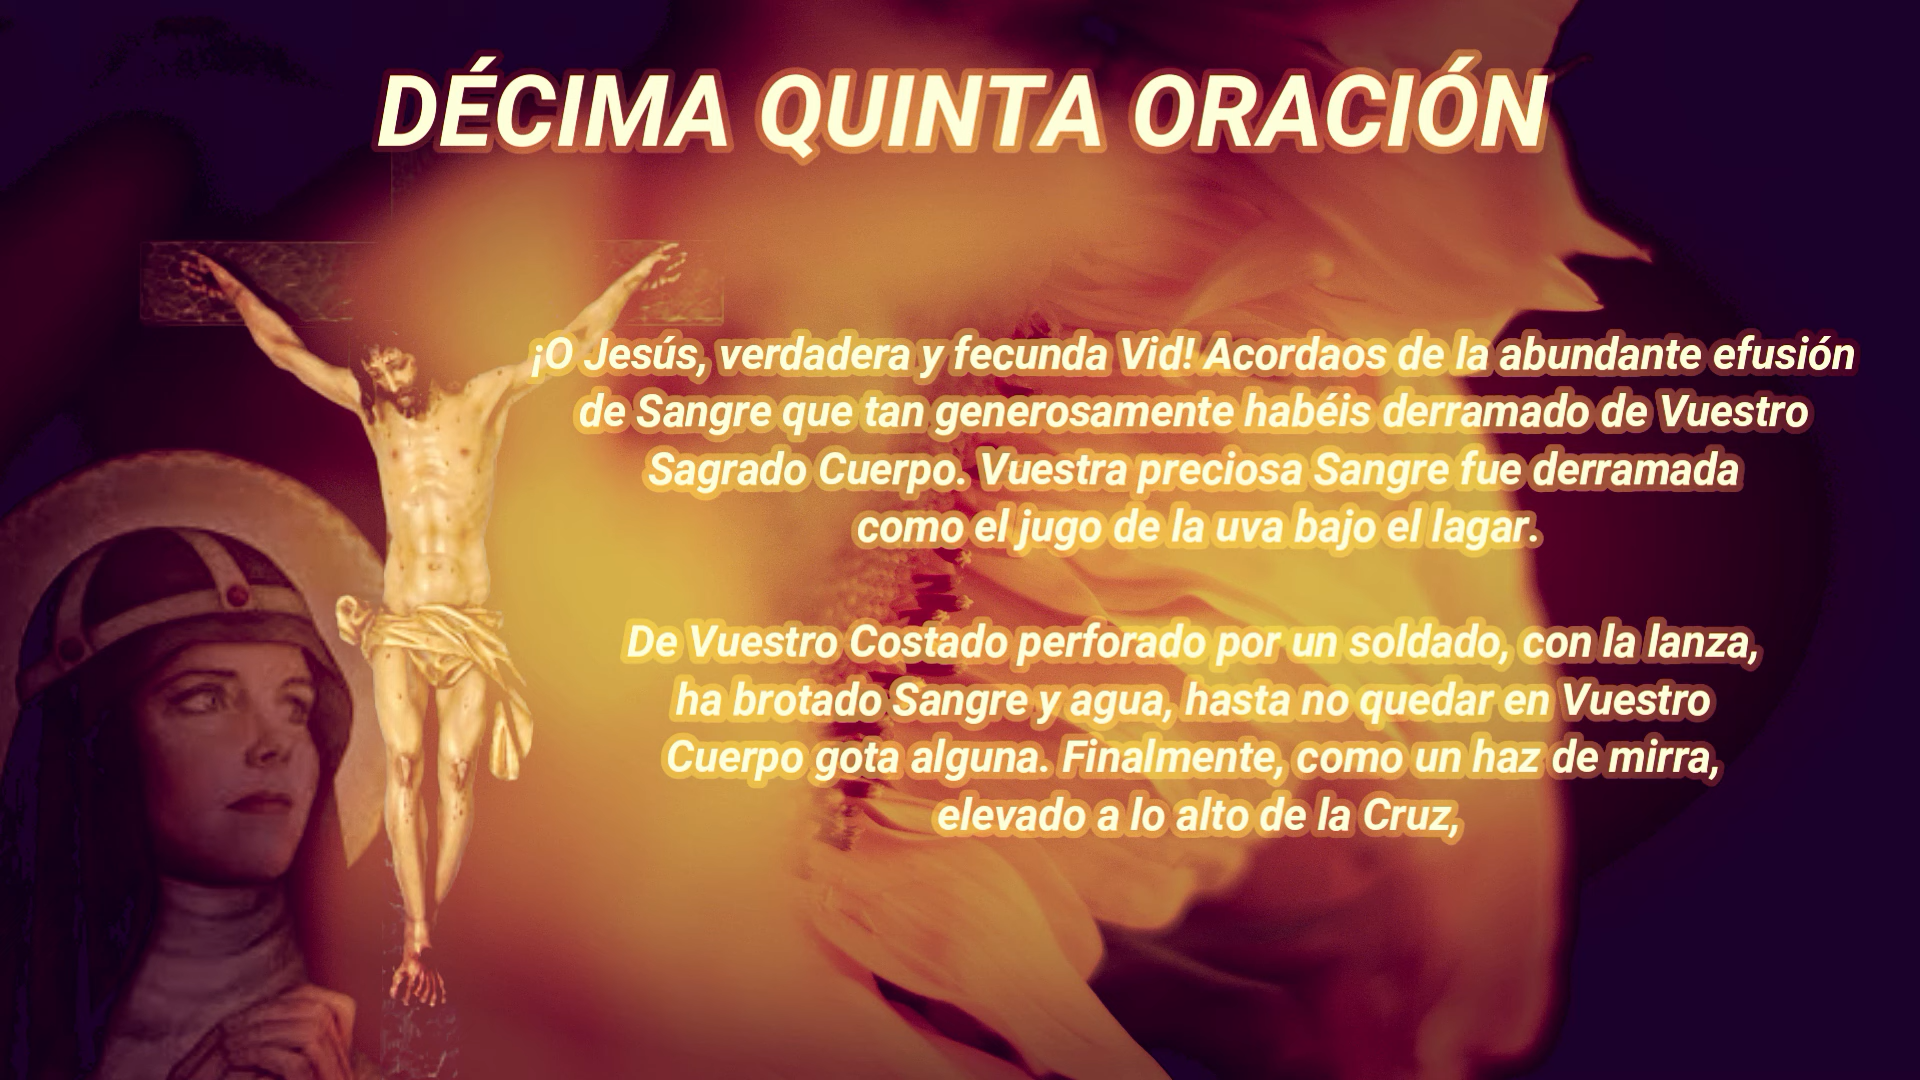 DÉCIMA QUINTA ORACIÓN
¡O Jesús, verdadera y fecunda Vid! Acordaos de la abundante efusión
de Sangre que tan generosamente habéis derramado de Vuestro
Sagrado Cuerpo. Vuestra preciosa Sangre fue derramada
como el jugo de la uva bajo el lagar.
De Vuestro Costado perforado por un soldado, con la lanza,
ha brotado Sangre y agua, hasta no quedar en Vuestro
Cuerpo gota alguna. Finalmente, como un haz de mirra,
elevado a lo alto de la Cruz,